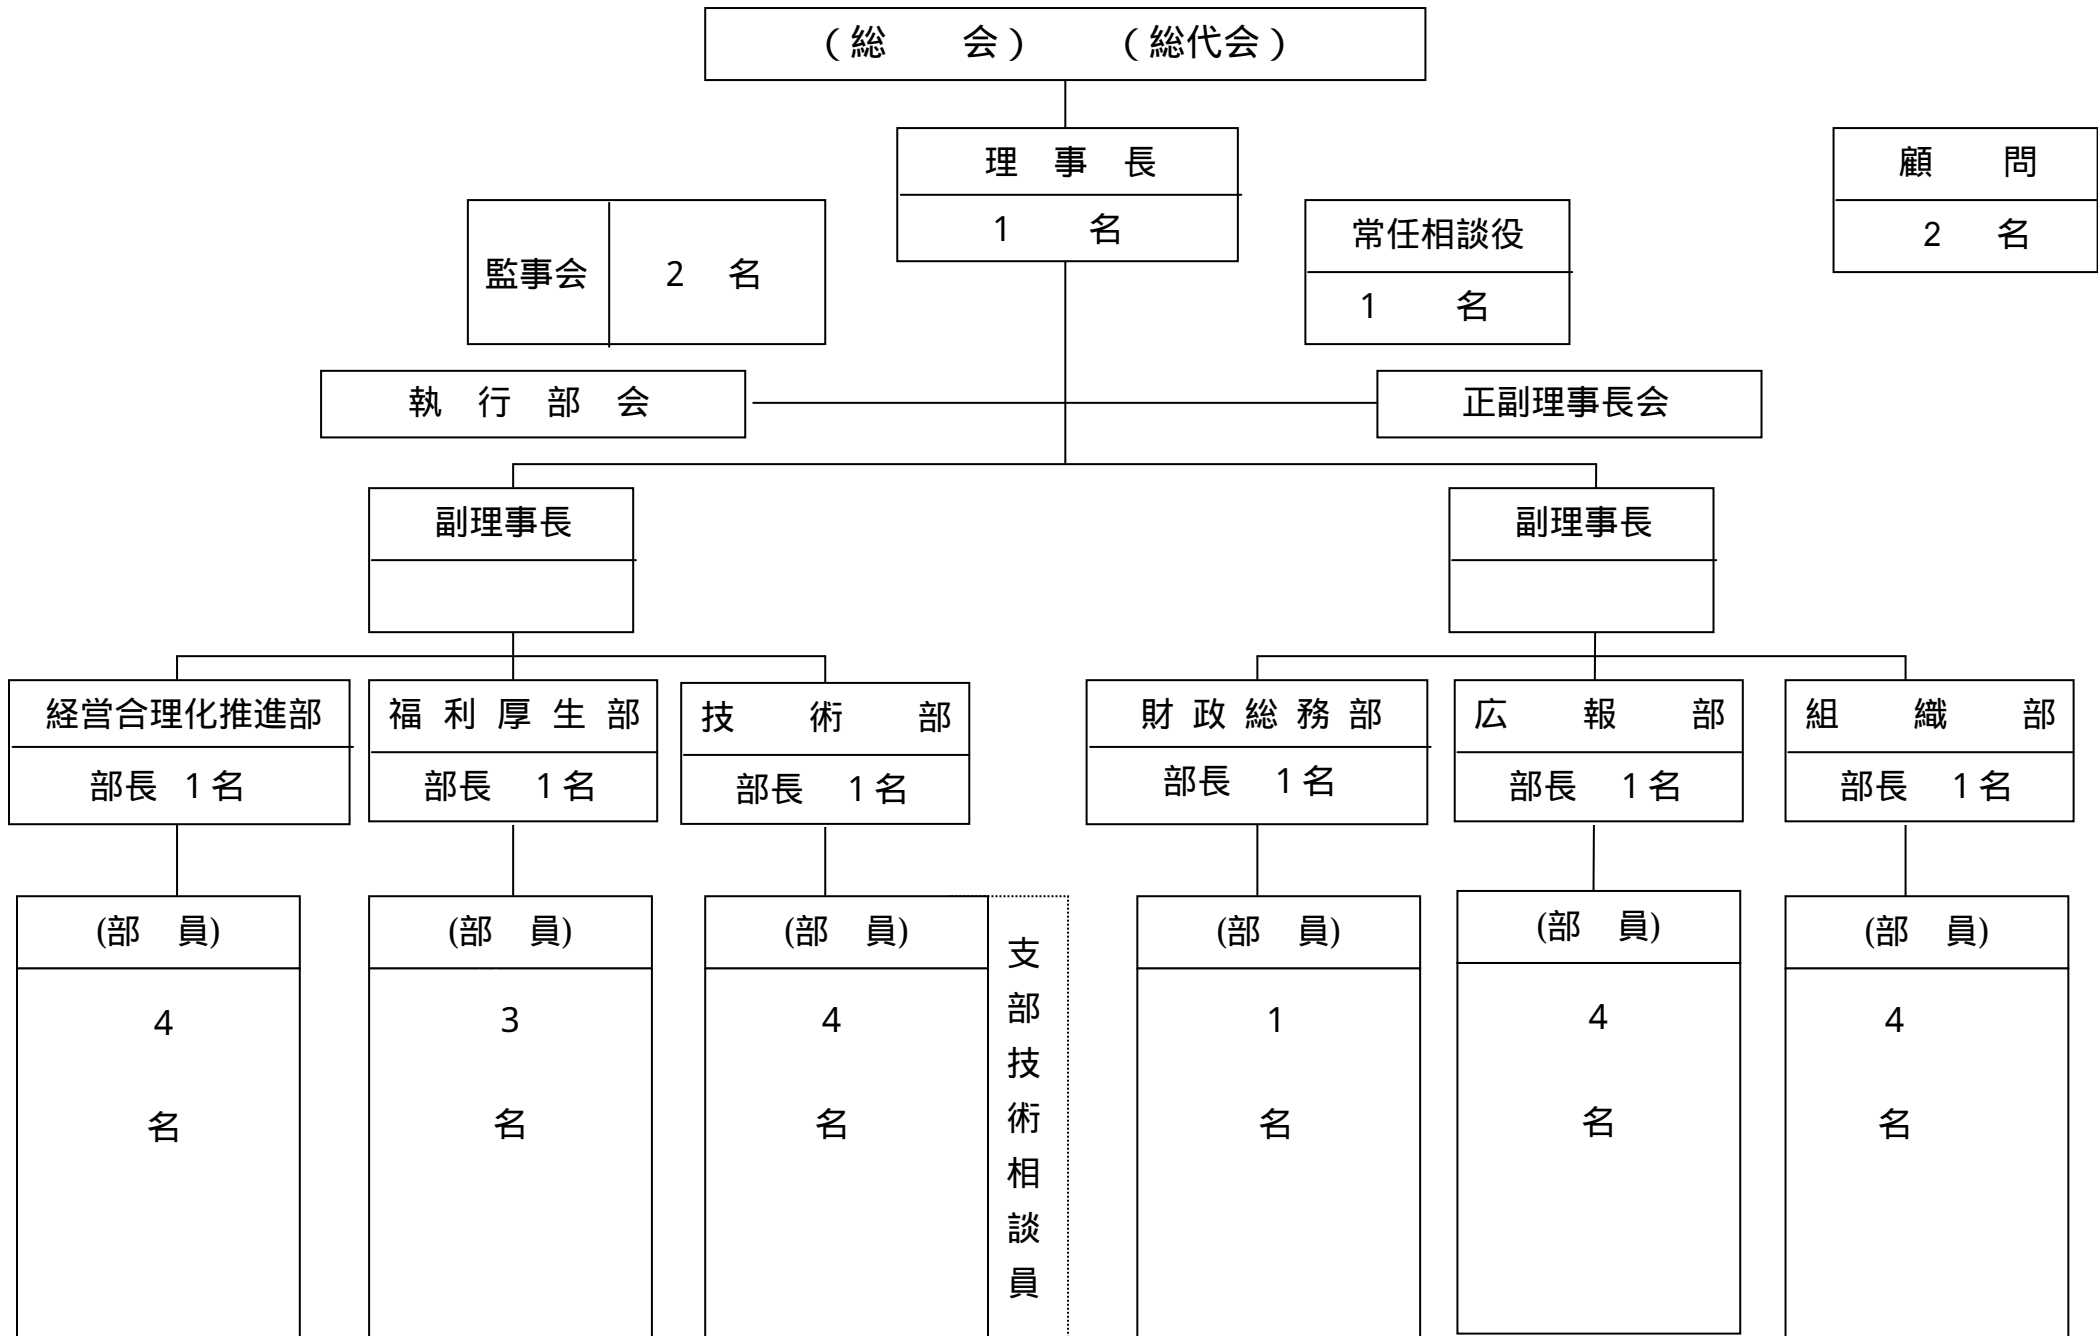 （総　　会）　　（総代会）
理　事　長
1　　名
顧　　問
2　名
監事会　2　名
常任相談役
1　　名
執　行　部　会
正副理事長会
副理事長
副理事長
経営合理化推進部
部長　1名
福利厚生部
部長　1名
技　術　部
部長　1名
財政総務部
部長　1名
広　報　部
部長　1名
組　織　部
部長　1名
(部　員)
4
名
(部　員)
3
名
(部　員)
4
名
支部技術相談員
(部　員)
1
名
(部　員)
4
名
(部　員)
4
名